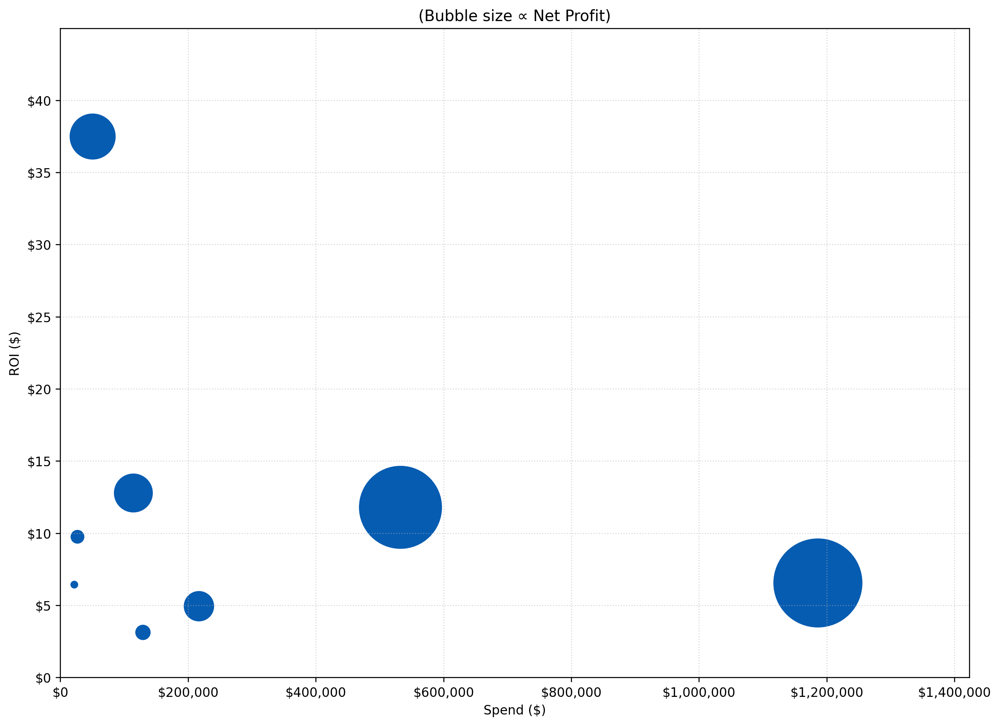 (Bubble size ∝ Net Profit)
ROI ($)
$40
$35
$30
$25
$20
$15
$10
$5
$0
$0 $200,000 $400,000 $600,000 $800,000 $1,000,000 $1,200,000 $1,400,000
Spend ($)